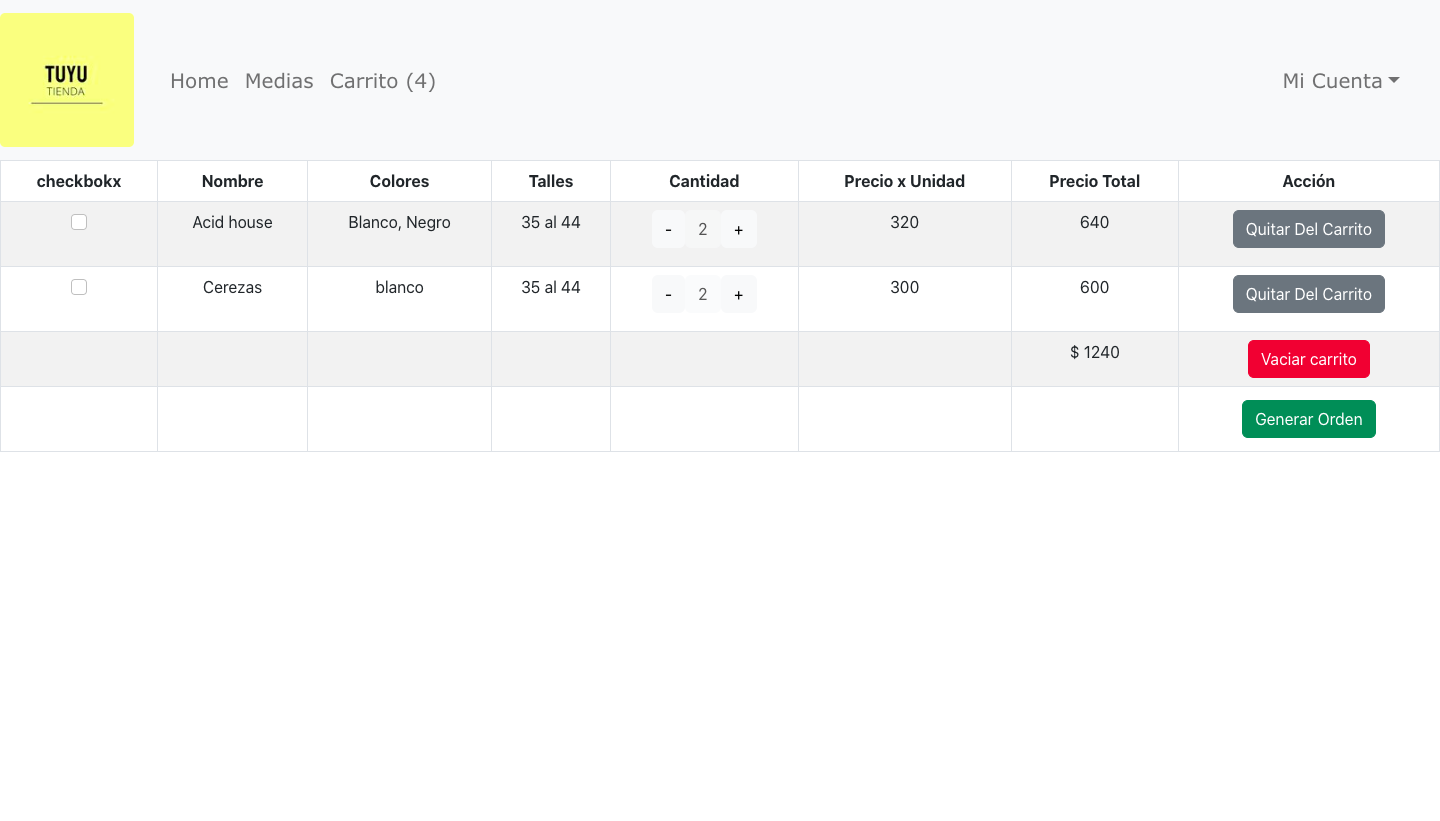 TUYU
TIENDA
Home Medias Carrito (4) Mi Cuenta
checkbokx Nombre Colores Talles Cantidad Precio x Unidad Precio Total Acción
Acid house Blanco, Negro 35 al 44 - 2 + 320 640 Quitar Del Carrito
Cerezas blanco 35 al 44 - 2 + 300 600 Quitar Del Carrito
$ 1240 Vaciar carrito
Generar Orden